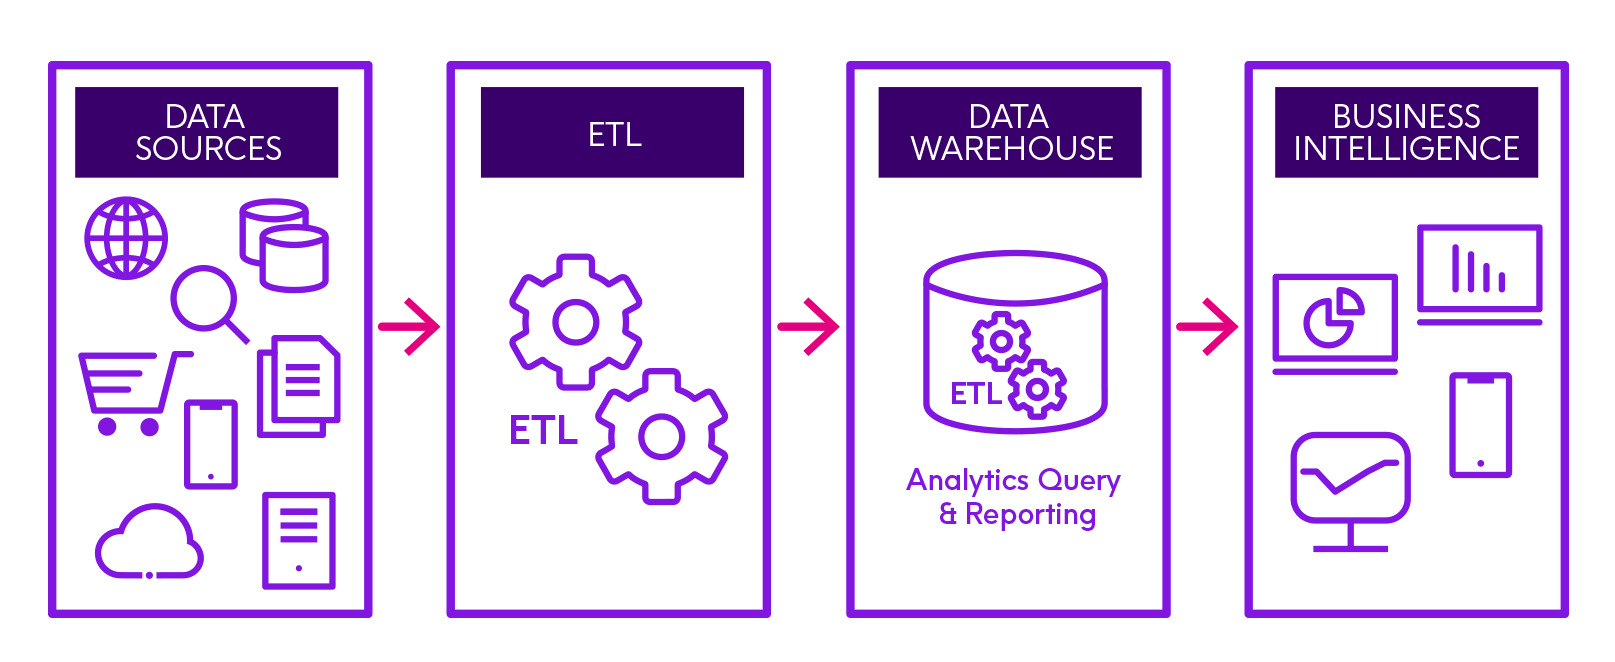 DATA
SOURCES
ETL
ETL
DATA
WAREHOUSE
ETL
Analytics Query
& Reporting
BUSINESS
INTELLIGENCE